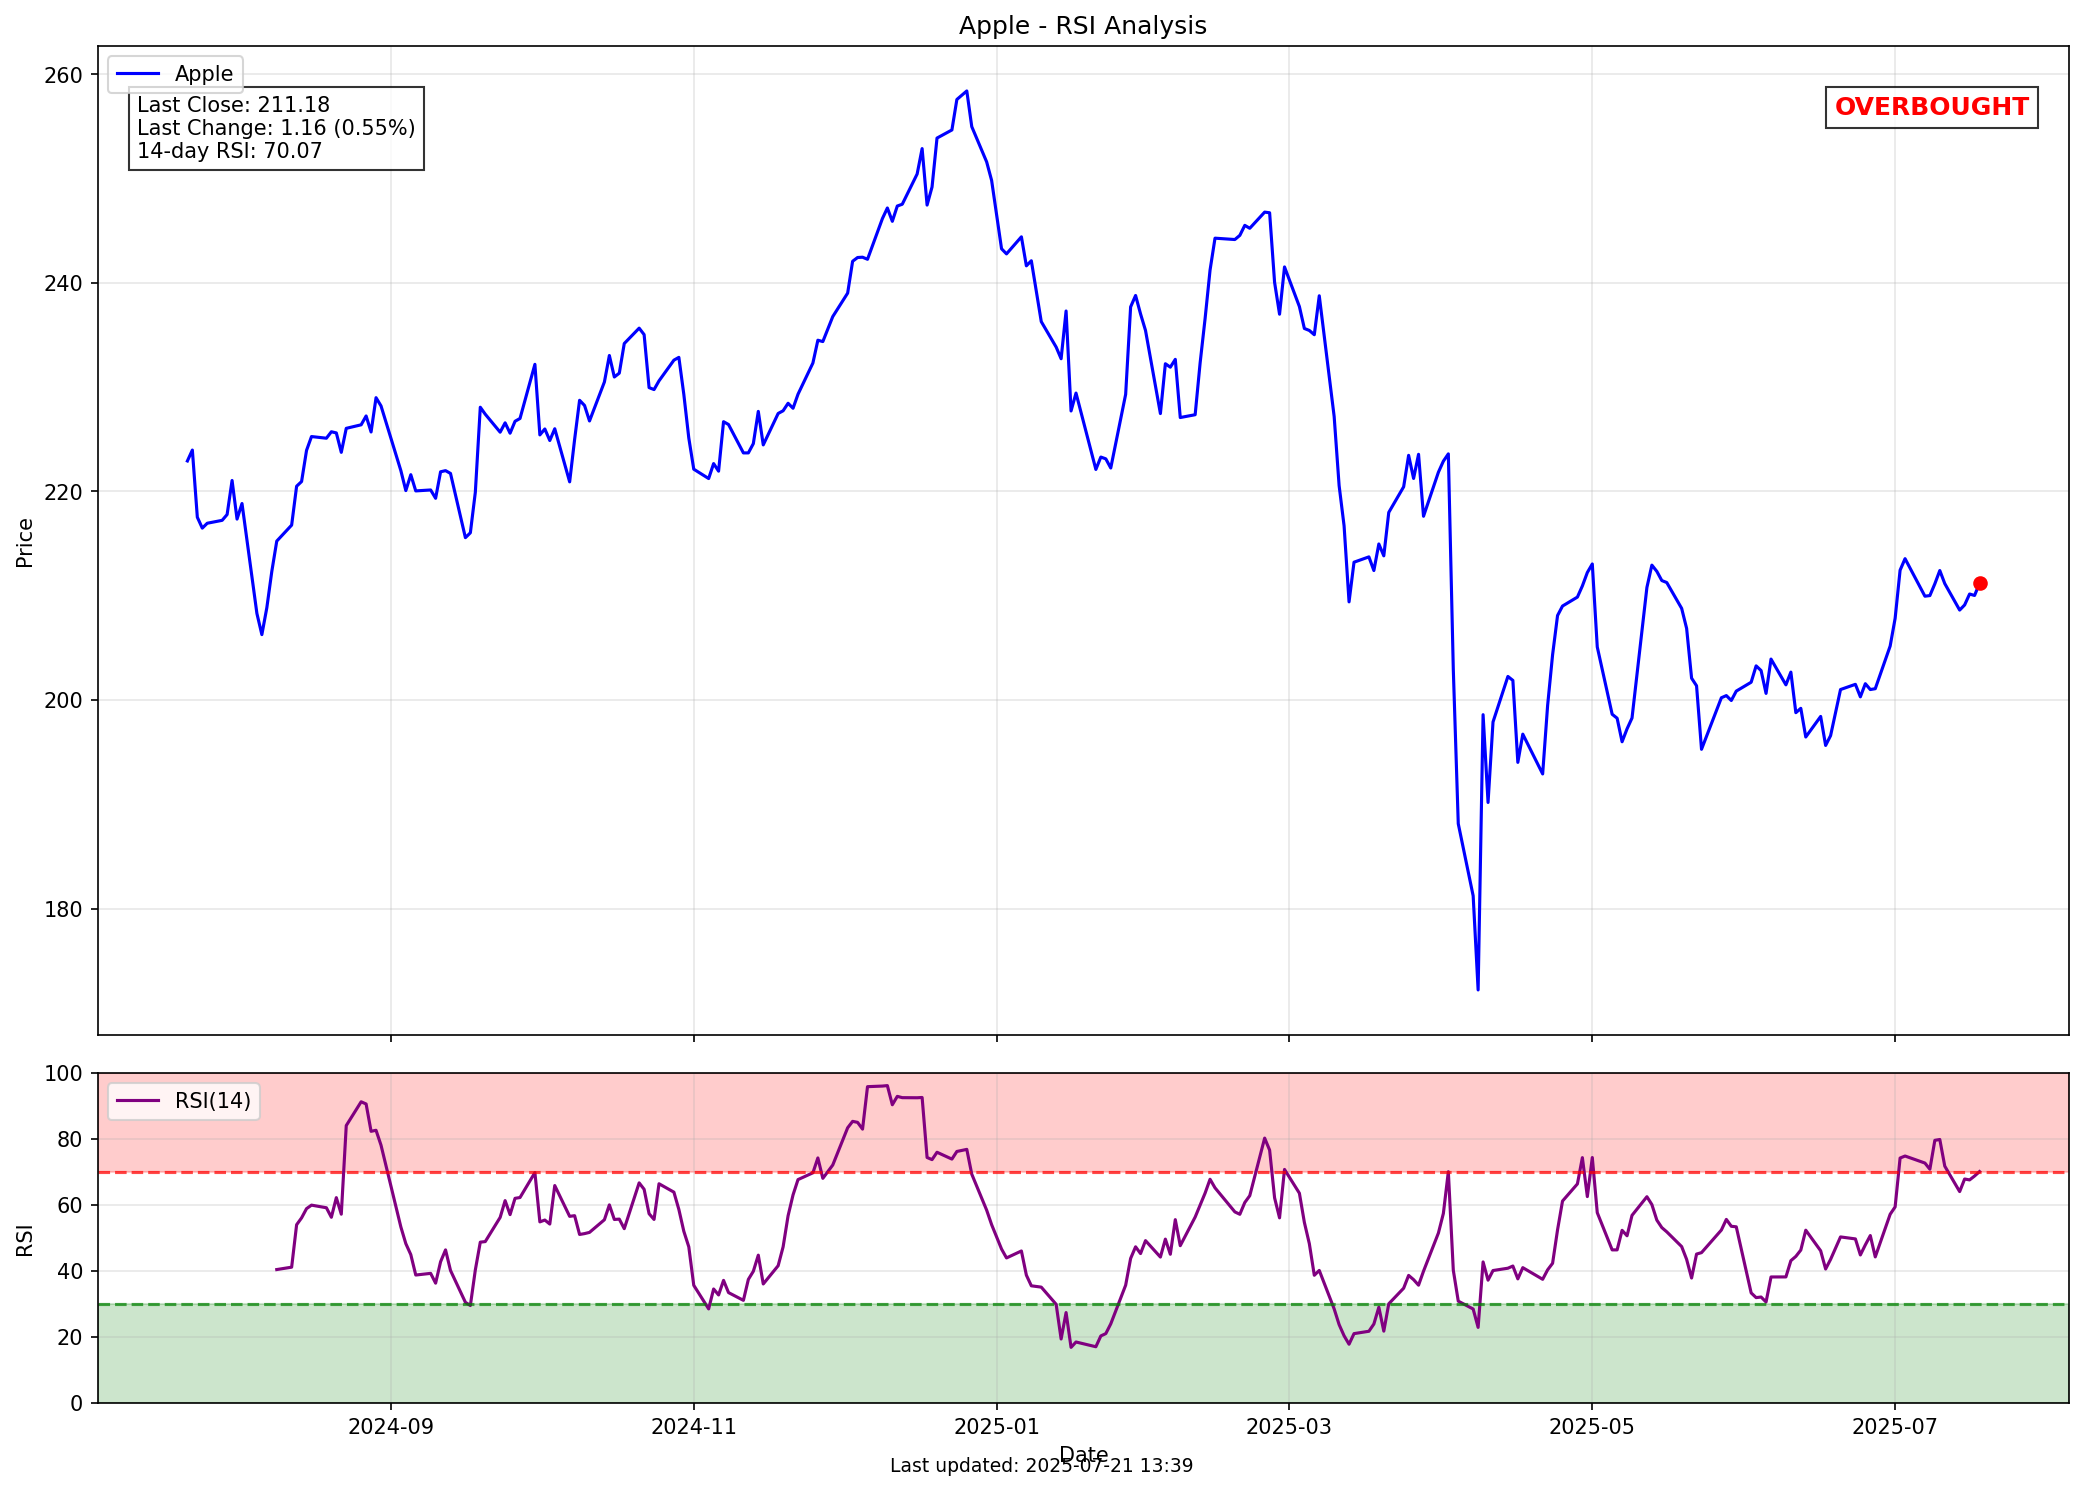 Apple - RSI Analysis
Apple
Last Close: 211.18
Last Change: 1.16 (0.55%)
14-day RSI: 70.07
OVERBOUGHT
260
240
220
200
180
Price
RSI(14)
100
80
60
40
20
0
RSI
2024-09
2024-11
2025-01
2025-03
2025-05
2025-07
Date
Last updated: 2025-07-21 13:39